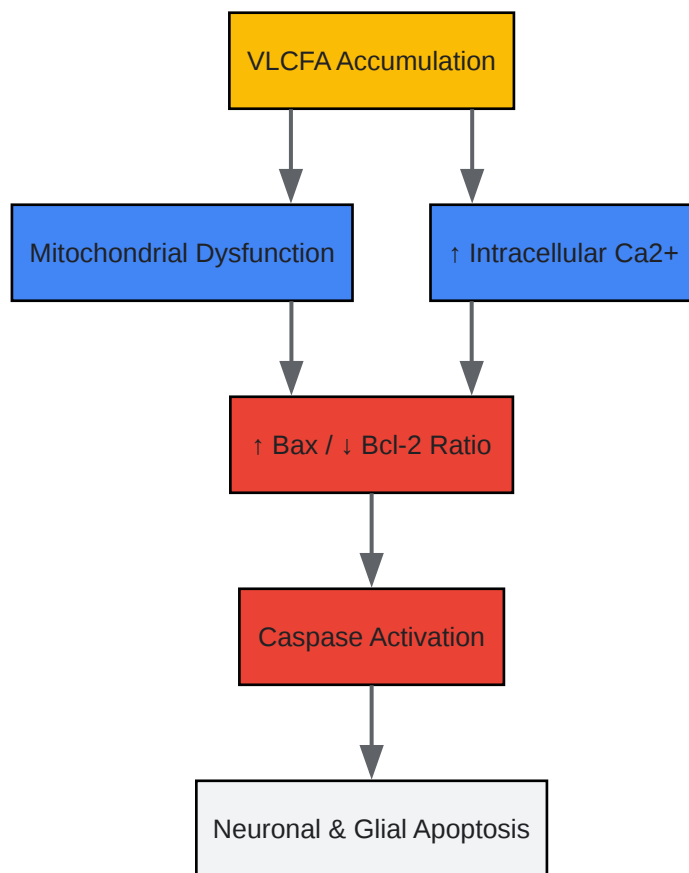 VLCFA Accumulation
Mitochondrial Dysfunction
↑ Intracellular Ca2+
↑ Bax / ↓ Bcl-2 Ratio
Caspase Activation
Neuronal & Glial Apoptosis